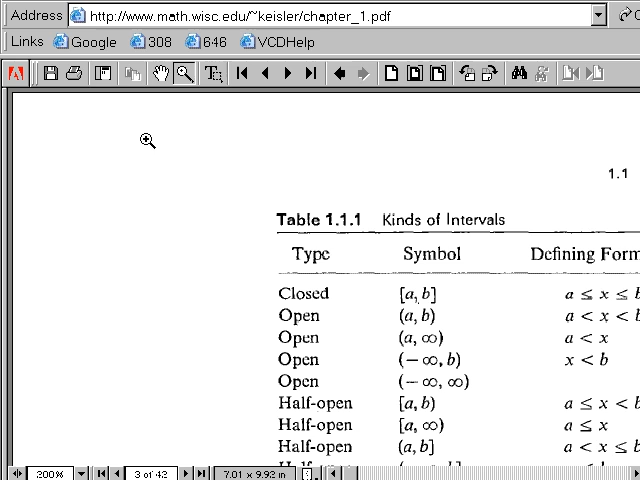 Address http://www.math.wisc.edu/~keisler/chapter_1.pdf
Links Google 308 646 VCDHelp
1.1
Table 1.1.1 Kinds of Intervals
Type Symbol Defining Form
Closed [a, b] a ≤ x ≤ b
Open (a, b) a < x < b
Open (a, ∞) a < x
Open (− ∞, b) x < b
Open (− ∞, ∞)
Half-open [a, b) a ≤ x < b
Half-open [a, ∞) a ≤ x
Half-open (a, b] a < x ≤ b
200% 3 of 42 7.01 x 9.92 in